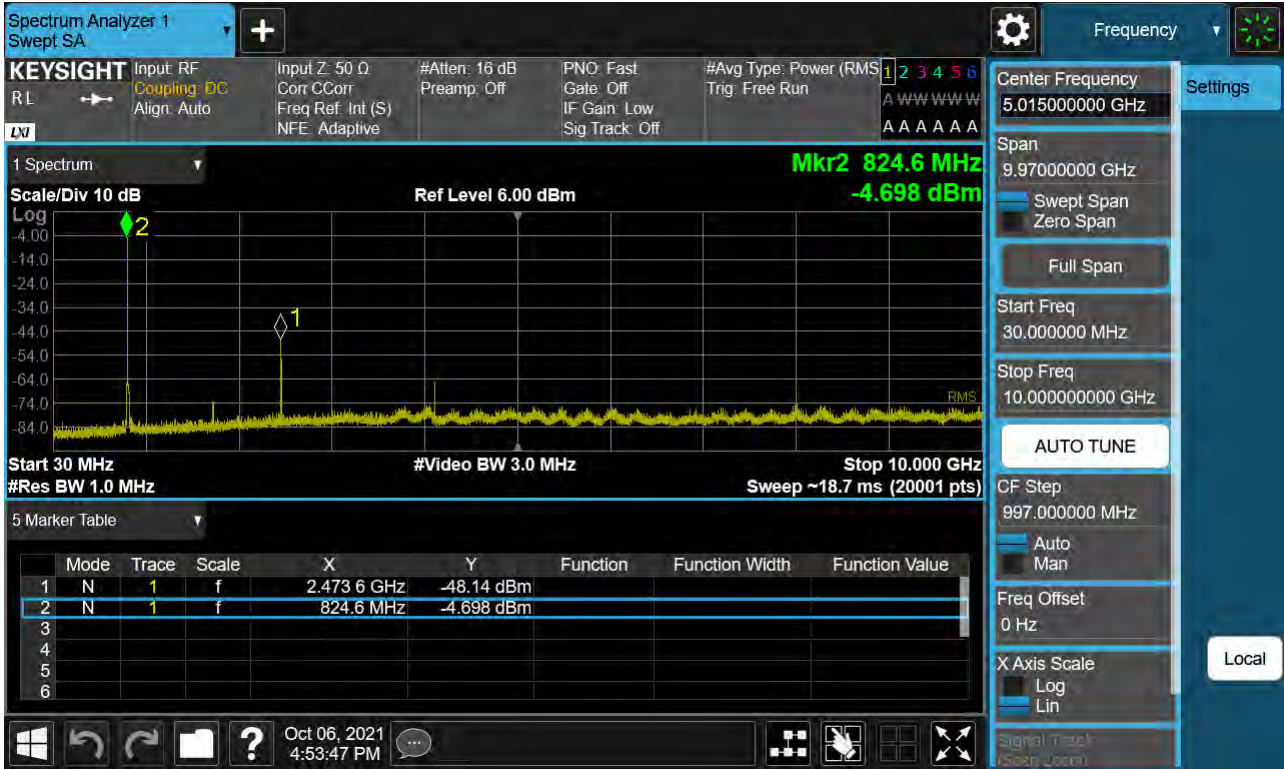 Spectrum Analyzer 1
Swept SA
Frequency
KEYSIGHT
R L
LXI
Input: RF
Coupling: DC
Align: Auto
Input Z: 50 Ω
Corr CCorr
Freq Ref: Int (S)
NFE: Adaptive
#Atten: 16 dB
Preamp: Off
PNO: Fast
Gate: Off
IF Gain: Low
Sig Track: Off
#Avg Type: Power (RMS
Trig: Free Run
1 2 3 4 5 6
A W W W W W
A A A A A A
1 Spectrum
Mkr2 824.6 MHz
-4.698 dBm
Scale/Div 10 dB
Ref Level 6.00 dBm
Log
-4.00
-14.0
-24.0
-34.0
-44.0
-54.0
-64.0
-74.0
-84.0
2
1
RMS
Start 30 MHz
#Video BW 3.0 MHz
Stop 10.000 GHz
#Res BW 1.0 MHz
Sweep ~18.7 ms (20001 pts)
5 Marker Table
Mode Trace Scale X Y Function Function Width Function Value
1 N 1 f 2.473 6 GHz -48.14 dBm
2 N 1 f 824.6 MHz -4.698 dBm
3
4
5
6
Oct 06, 2021
4:53:47 PM
Center Frequency
5.015000000 GHz
Span
9.97000000 GHz
Swept Span
Zero Span
Full Span
Start Freq
30.000000 MHz
Stop Freq
10.000000000 GHz
AUTO TUNE
CF Step
997.000000 MHz
Auto
Man
Freq Offset
0 Hz
X Axis Scale
Log
Lin
Signal Track
(Span Zoom)
Settings
Local